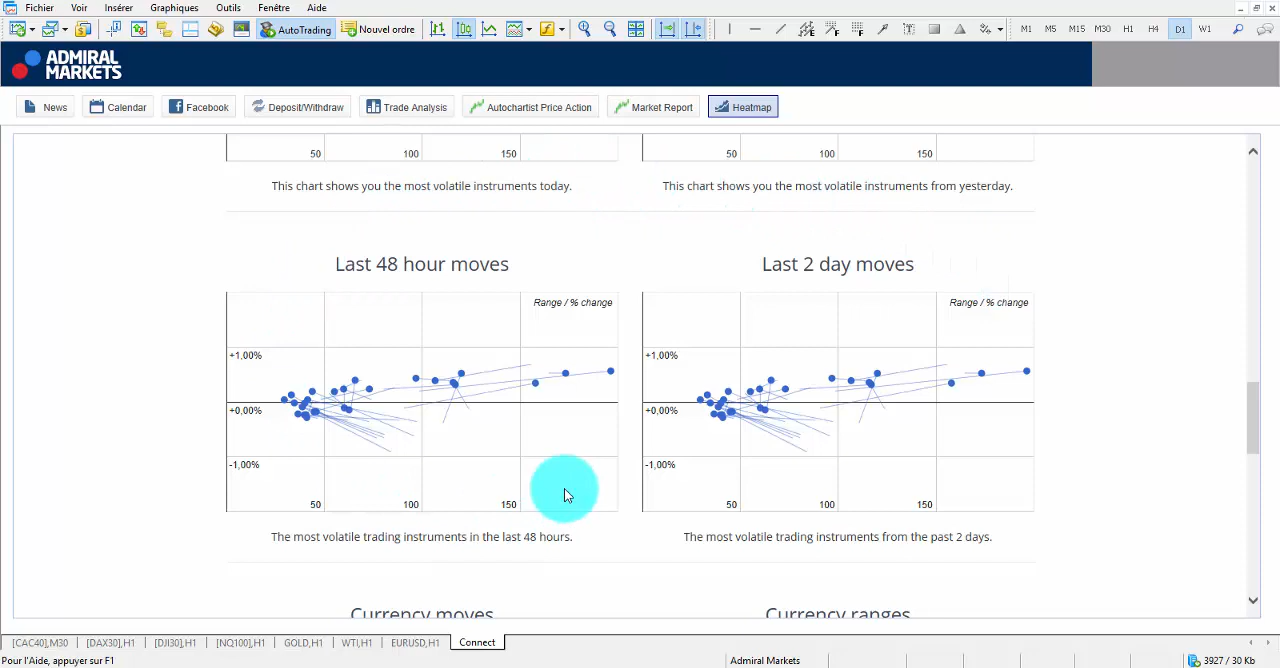 Fichier Voir Insérer Graphiques Outils Fenêtre Aide
AutoTrading Nouvel ordre M1 M5 M15 M30 H1 H4 D1 W1
ADMIRAL
MARKETS
News Calendar Facebook Deposit/Withdraw Trade Analysis Autochartist Price Action Market Report Heatmap
50 100 150 50 100 150
This chart shows you the most volatile instruments today. This chart shows you the most volatile instruments from yesterday.
Last 48 hour moves Last 2 day moves
Range / % change Range / % change
+1,00% +1,00%
+0,00% +0,00%
-1,00% -1,00%
50 100 150 50 100 150
The most volatile trading instruments in the last 48 hours. The most volatile trading instruments from the past 2 days.
Currency moves Currency ranges
[CAC40],M30 [DAX30],H1 [DJI30],H1 [NQ100],H1 GOLD,H1 WTI,H1 EURUSD,H1 Connect
Pour l'Aide, appuyer sur F1 Admiral Markets 3927 / 30 Kb